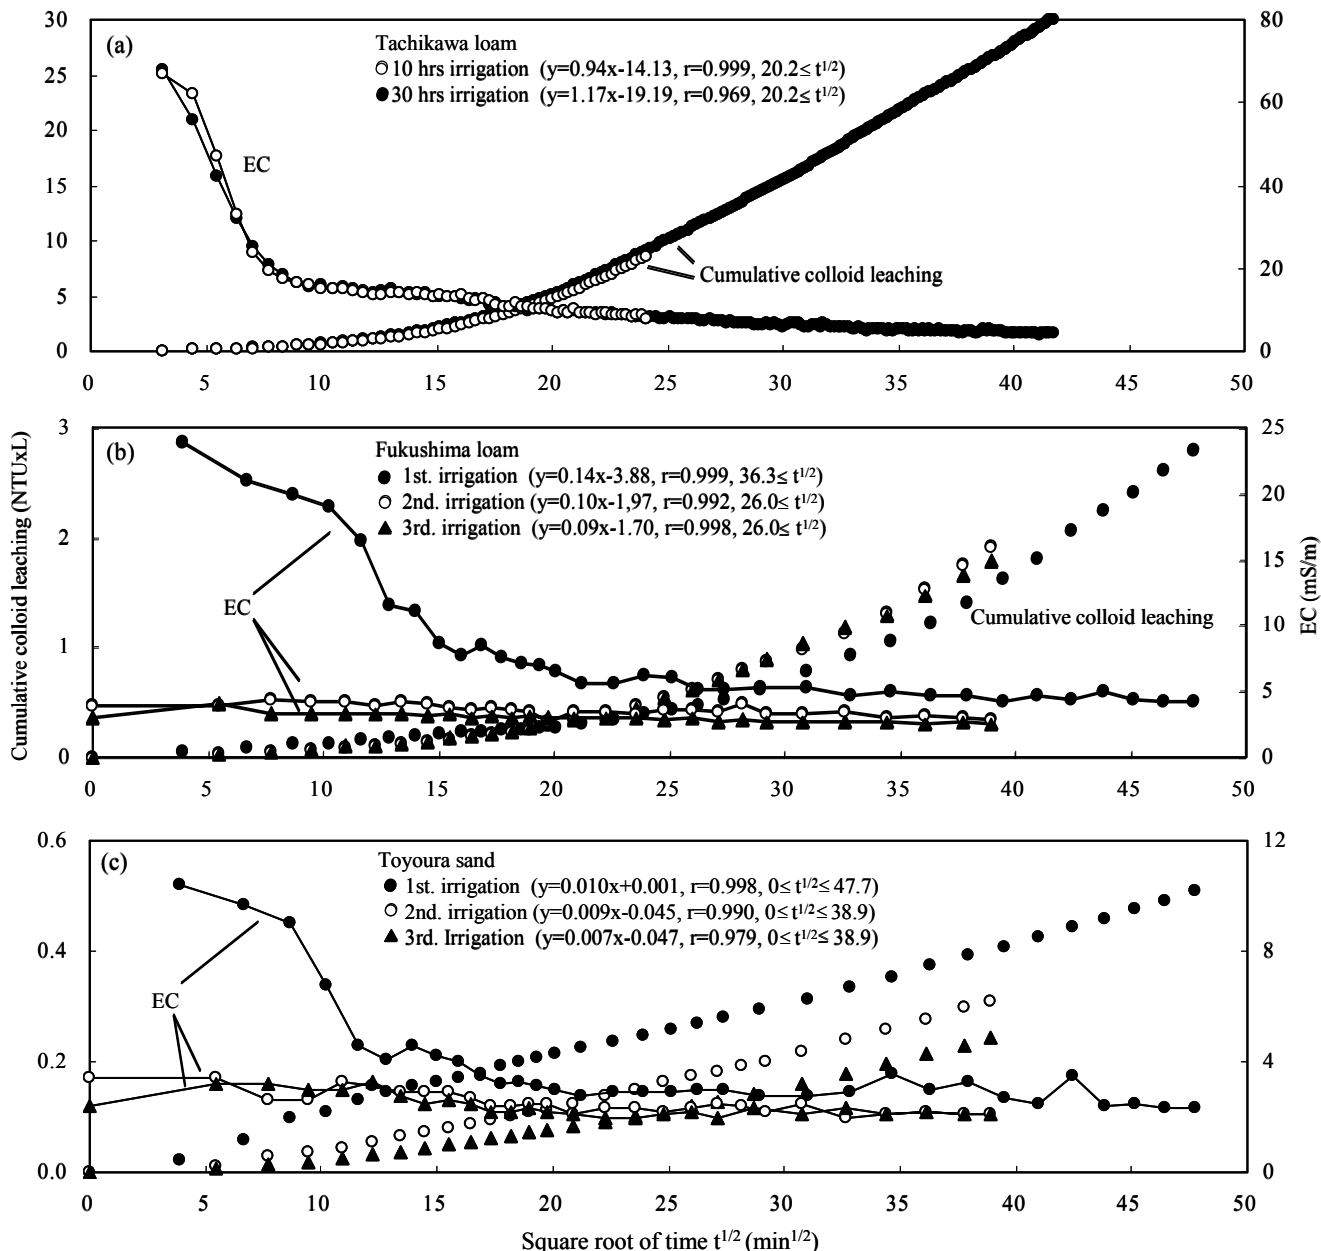 (a)
Tachikawa loam
10 hrs irrigation (y=0.94x-14.13, r=0.999, 20.2≤ t1/2)
30 hrs irrigation (y=1.17x-19.19, r=0.969, 20.2≤ t1/2)
EC
Cumulative colloid leaching
30
25
20
15
10
5
0
80
60
40
20
0
0 5 10 15 20 25 30 35 40 45 50
(b)
Fukushima loam
1st. irrigation (y=0.14x-3.88, r=0.999, 36.3≤ t1/2)
2nd. irrigation (y=0.10x-1,97, r=0.992, 26.0≤ t1/2)
3rd. irrigation (y=0.09x-1.70, r=0.998, 26.0≤ t1/2)
EC
Cumulative colloid leaching
Cumulative colloid leaching (NTUxL)
EC (mS/m)
3
2
1
0
25
20
15
10
5
0
0 5 10 15 20 25 30 35 40 45 50
(c)
Toyoura sand
1st. irrigation (y=0.010x+0.001, r=0.998, 0≤ t1/2≤ 47.7)
2nd. irrigation (y=0.009x-0.045, r=0.990, 0≤ t1/2≤ 38.9)
3rd. Irrigation (y=0.007x-0.047, r=0.979, 0≤ t1/2≤ 38.9)
EC
0.6
0.4
0.2
0.0
12
8
4
0
0 5 10 15 20 25 30 35 40 45 50
Square root of time t1/2 (min1/2)